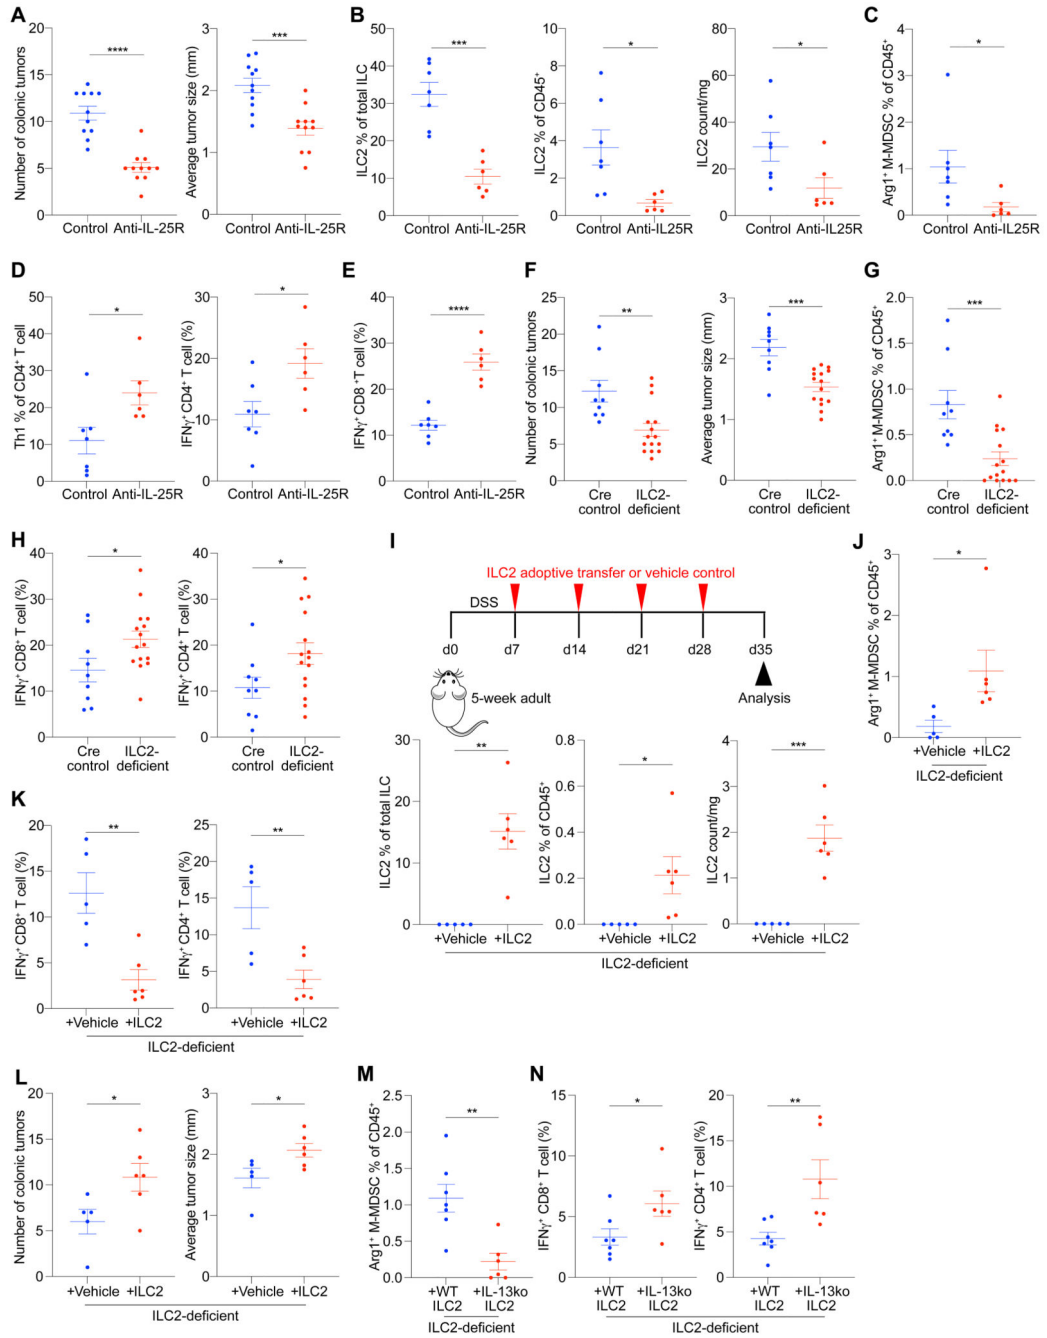 A
Number of colonic tumors
20
15
10
5
0
****
Control Anti-IL-25R
Average tumor size (mm)
3
2
1
0
***
Control Anti-IL-25R
B
ILC2 % of total ILC
50
40
30
20
10
0
***
Control Anti-IL25R
ILC2 % of CD45⁺
10
8
6
4
2
0
*
Control Anti-IL25R
ILC2 count/mg
80
60
40
20
0
*
Control Anti-IL25R
C
Arg1⁺ M-MDSC % of CD45⁺
4
3
2
1
0
*
Control Anti-IL25R
D
Th1 % of CD4⁺ T cell
50
40
30
20
10
0
*
Control Anti-IL-25R
IFNγ⁺ CD4⁺ T cell (%)
30
20
10
0
*
Control Anti-IL-25R
E
IFNγ⁺ CD8 ⁺T cell (%)
40
30
20
10
0
****
Control Anti-IL-25R
F
Number of colonic tumors
25
20
15
10
5
0
**
Cre ILC2-
control deficient
Average tumor size (mm)
3
2
1
0
***
Cre ILC2-
control deficient
G
Arg1⁺ M-MDSC % of CD45⁺
2.0
1.5
1.0
0.5
0.0
***
Cre ILC2-
control deficient
H
IFNγ⁺ CD8⁺ T cell (%)
40
30
20
10
0
*
Cre ILC2-
control deficient
IFNγ⁺ CD4⁺ T cell (%)
40
30
20
10
0
*
Cre ILC2-
control deficient
I
ILC2 adoptive transfer or vehicle control
DSS
d0 d7 d14 d21 d28 d35
5-week adult
Analysis
ILC2 % of total ILC
30
20
10
0
**
+Vehicle +ILC2
ILC2 % of CD45⁺
0.8
0.6
0.4
0.2
0.0
*
+Vehicle +ILC2
ILC2 count/mg
4
3
2
1
0
***
+Vehicle +ILC2
ILC2-deficient
J
Arg1⁺ M-MDSC % of CD45⁺
3
2
1
0
*
+Vehicle +ILC2
ILC2-deficient
K
IFNγ⁺ CD8⁺ T cell (%)
20
15
10
5
0
**
+Vehicle +ILC2
IFNγ⁺ CD4⁺ T cell (%)
25
20
15
10
5
0
**
+Vehicle +ILC2
ILC2-deficient
L
Number of colonic tumors
20
15
10
5
0
*
+Vehicle +ILC2
Average tumor size (mm)
3
2
1
0
*
+Vehicle +ILC2
ILC2-deficient
M
Arg1⁺ M-MDSC % of CD45⁺
2.5
2.0
1.5
1.0
0.5
0.0
**
+WT +IL-13ko
ILC2 ILC2
ILC2-deficient
N
IFNγ⁺ CD8⁺ T cell (%)
15
10
5
0
*
+WT +IL-13ko
ILC2 ILC2
IFNγ⁺ CD4⁺ T cell (%)
20
15
10
5
0
**
+WT +IL-13ko
ILC2 ILC2
ILC2-deficient